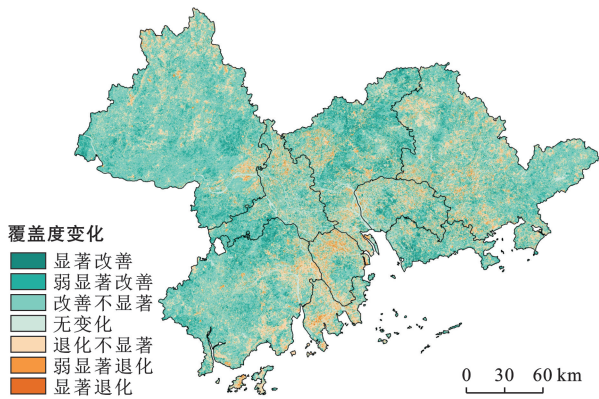 覆盖度变化
显著改善
弱显著改善
改善不显著
无变化
退化不显著
弱显著退化
显著退化
0 30 60 km